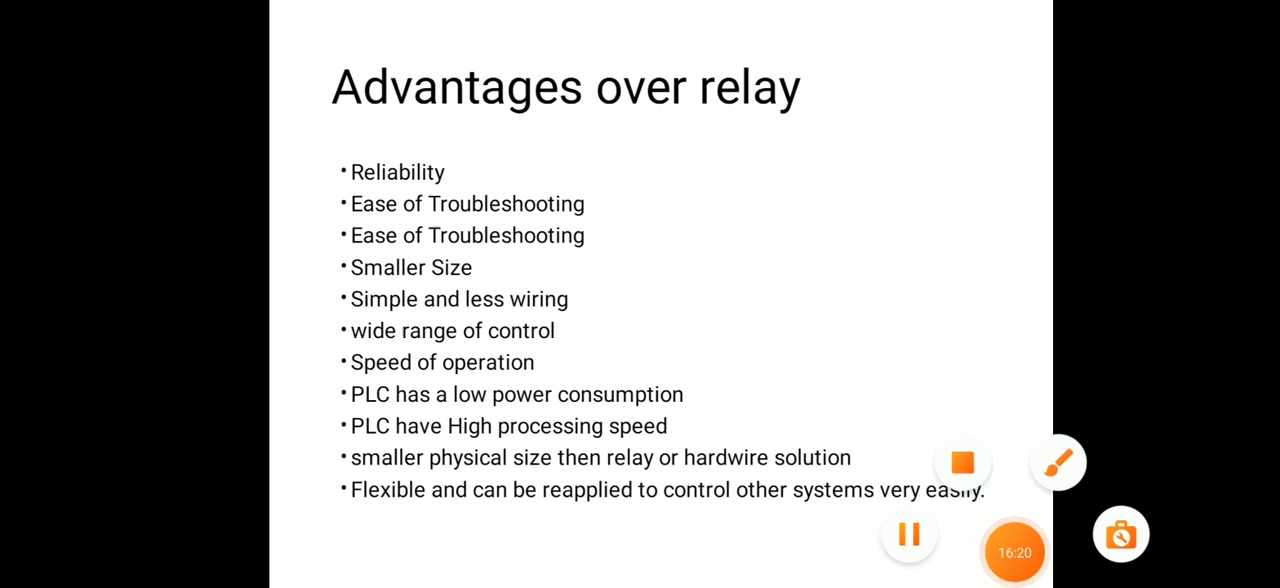 Advantages over relay
•Reliability
•Ease of Troubleshooting
•Ease of Troubleshooting
•Smaller Size
•Simple and less wiring
•wide range of control
•Speed of operation
•PLC has a low power consumption
•PLC have High processing speed
•smaller physical size then relay or hardwire solution
•Flexible and can be reapplied to control other systems very easily.
16:20